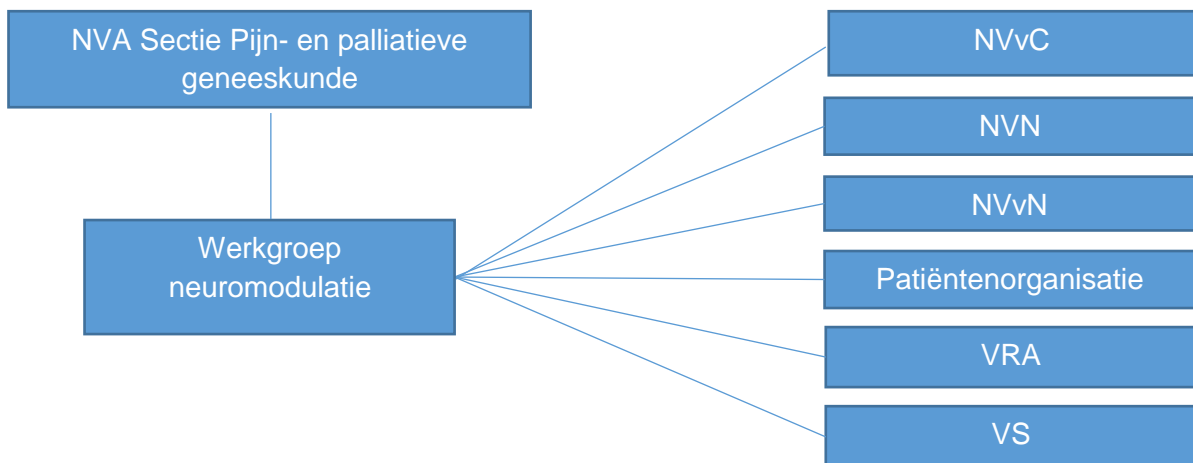 NVA Sectie Pijn- en palliatieve
geneeskunde
Werkgroep
neuromodulatie
NVvC
NVN
NVvN
Patiëntenorganisatie
VRA
VS